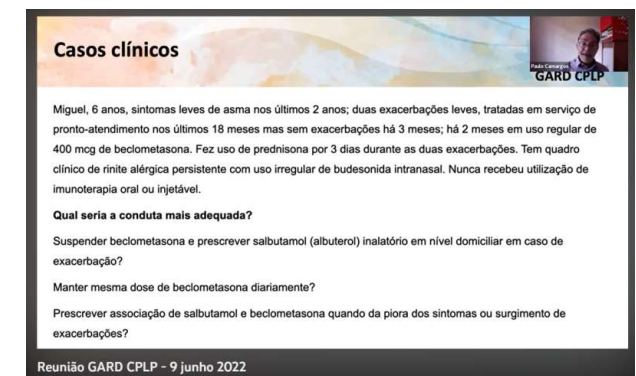 Casos clínicos
Paulo Camargos
GARD CPLP
Miguel, 6 anos, sintomas leves de asma nos últimos 2 anos; duas exacerbações leves, tratadas em serviço de
pronto-atendimento nos últimos 18 meses mas sem exacerbações há 3 meses; há 2 meses em uso regular de
400 mcg de beclometasona. Fez uso de prednisona por 3 dias durante as duas exacerbações. Tem quadro
clínico de rinite alérgica persistente com uso irregular de budesonida intranasal. Nunca recebeu utilização de
imunoterapia oral ou injetável.
Qual seria a conduta mais adequada?
Suspender beclometasona e prescrever salbutamol (albuterol) inalatório em nível domiciliar em caso de
exacerbação?
Manter mesma dose de beclometasona diariamente?
Prescrever associação de salbutamol e beclometasona quando da piora dos sintomas ou surgimento de
exacerbações?
Reunião GARD CPLP - 9 junho 2022